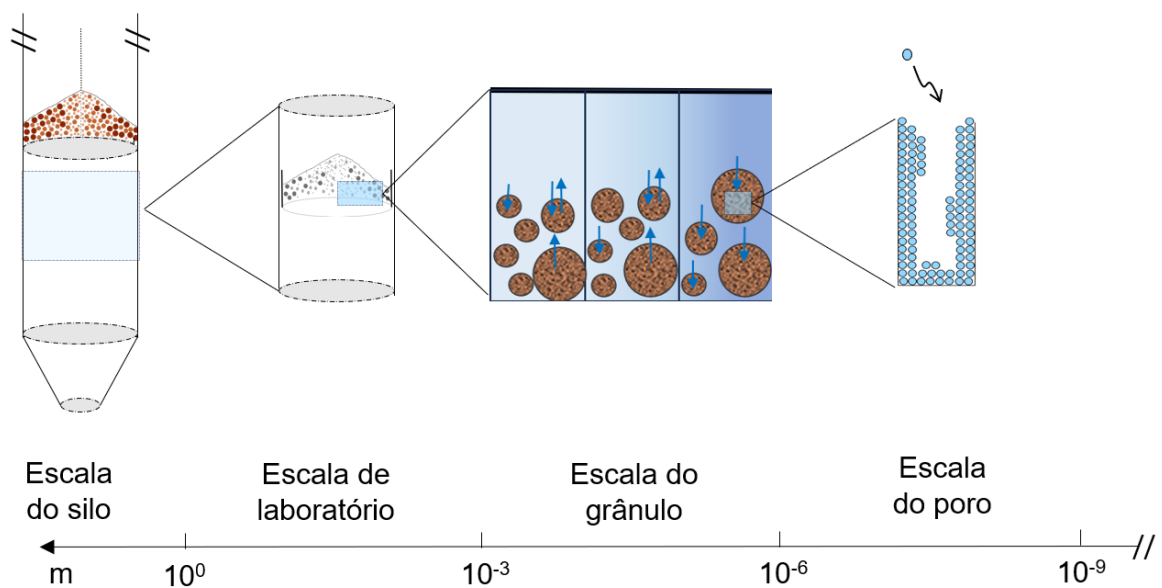 Escala
do silo
Escala de
laboratório
Escala do
grânulo
Escala
do poro
m
10⁰
10⁻³
10⁻⁶
10⁻⁹